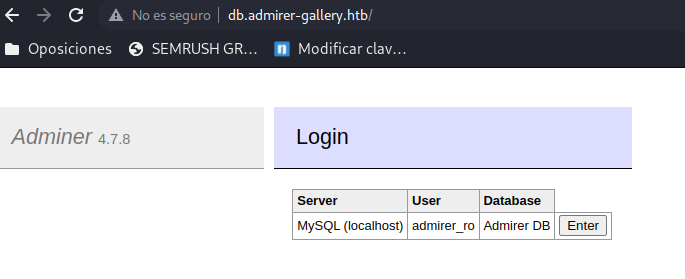 No es seguro db.admirer-gallery.htb/
Oposiciones SEMRUSH GR... Modificar clav...
Adminer 4.7.8 Login
Server User Database
MySQL (localhost) admirer_ro Admirer DB Enter